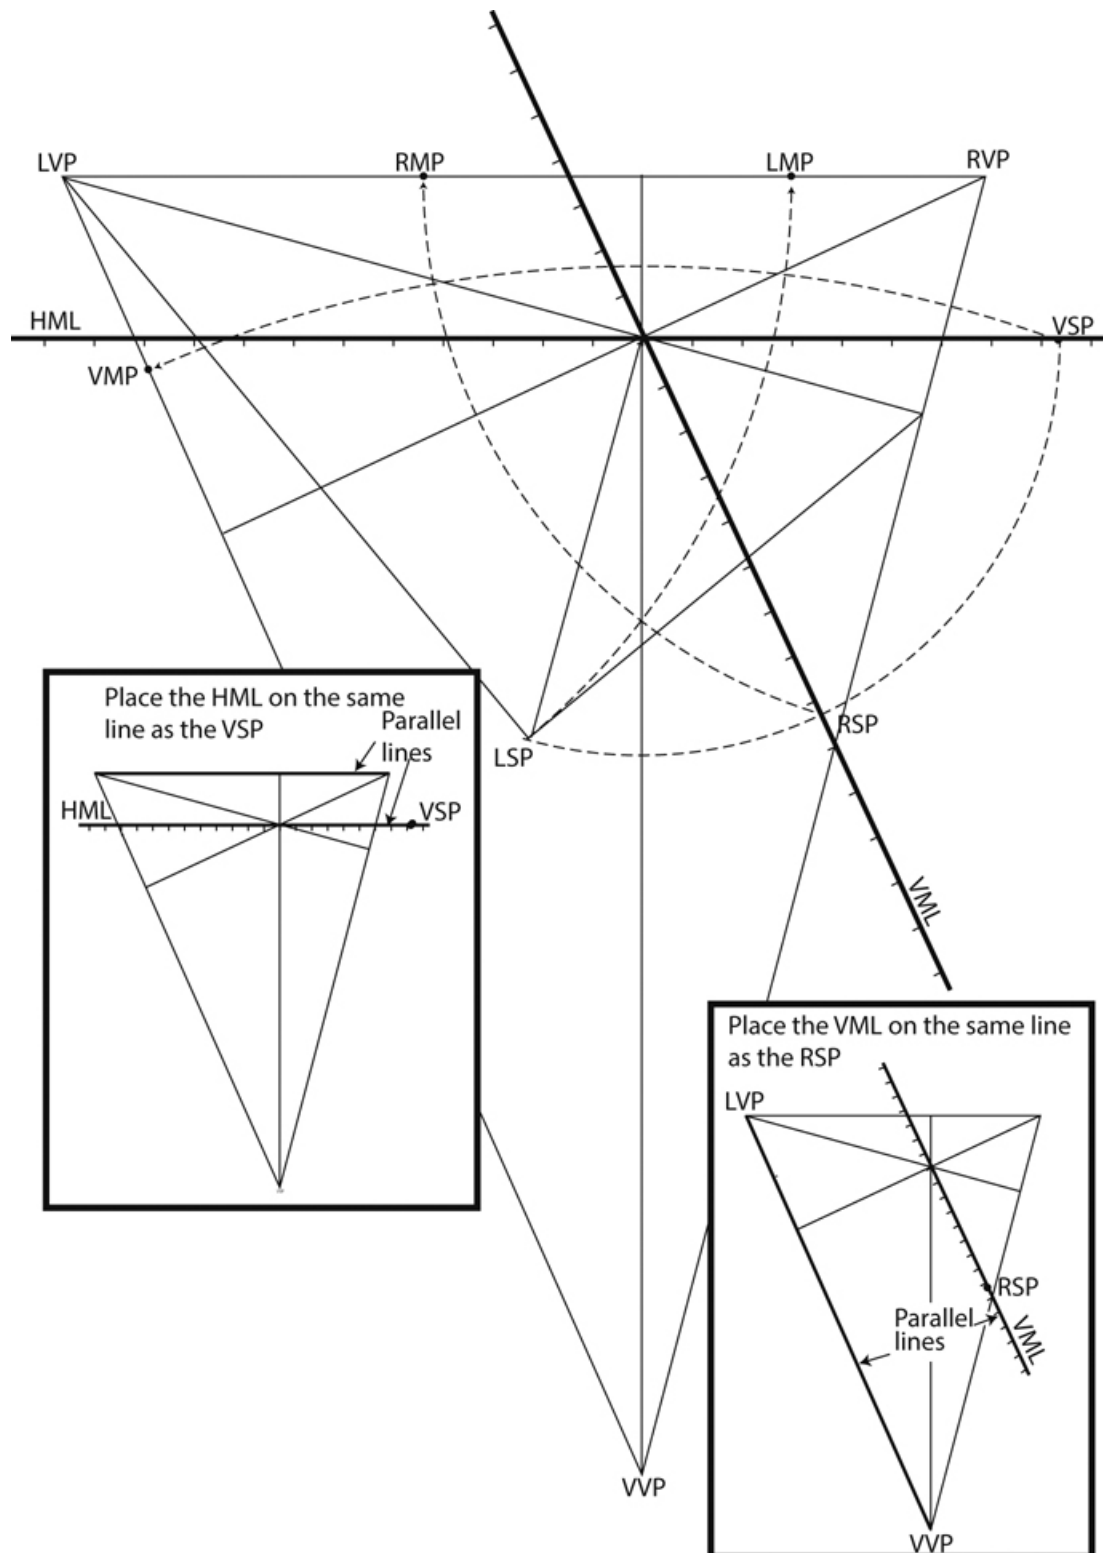 LVP
RMP
LMP
RVP
HML
VSP
VMP
RSP
LSP
VML
Place the HML on the same
line as the VSP
Parallel
lines
HML
VSP
VVP
Place the VML on the same line
as the RSP
LVP
RSP
Parallel
lines
VML
VVP